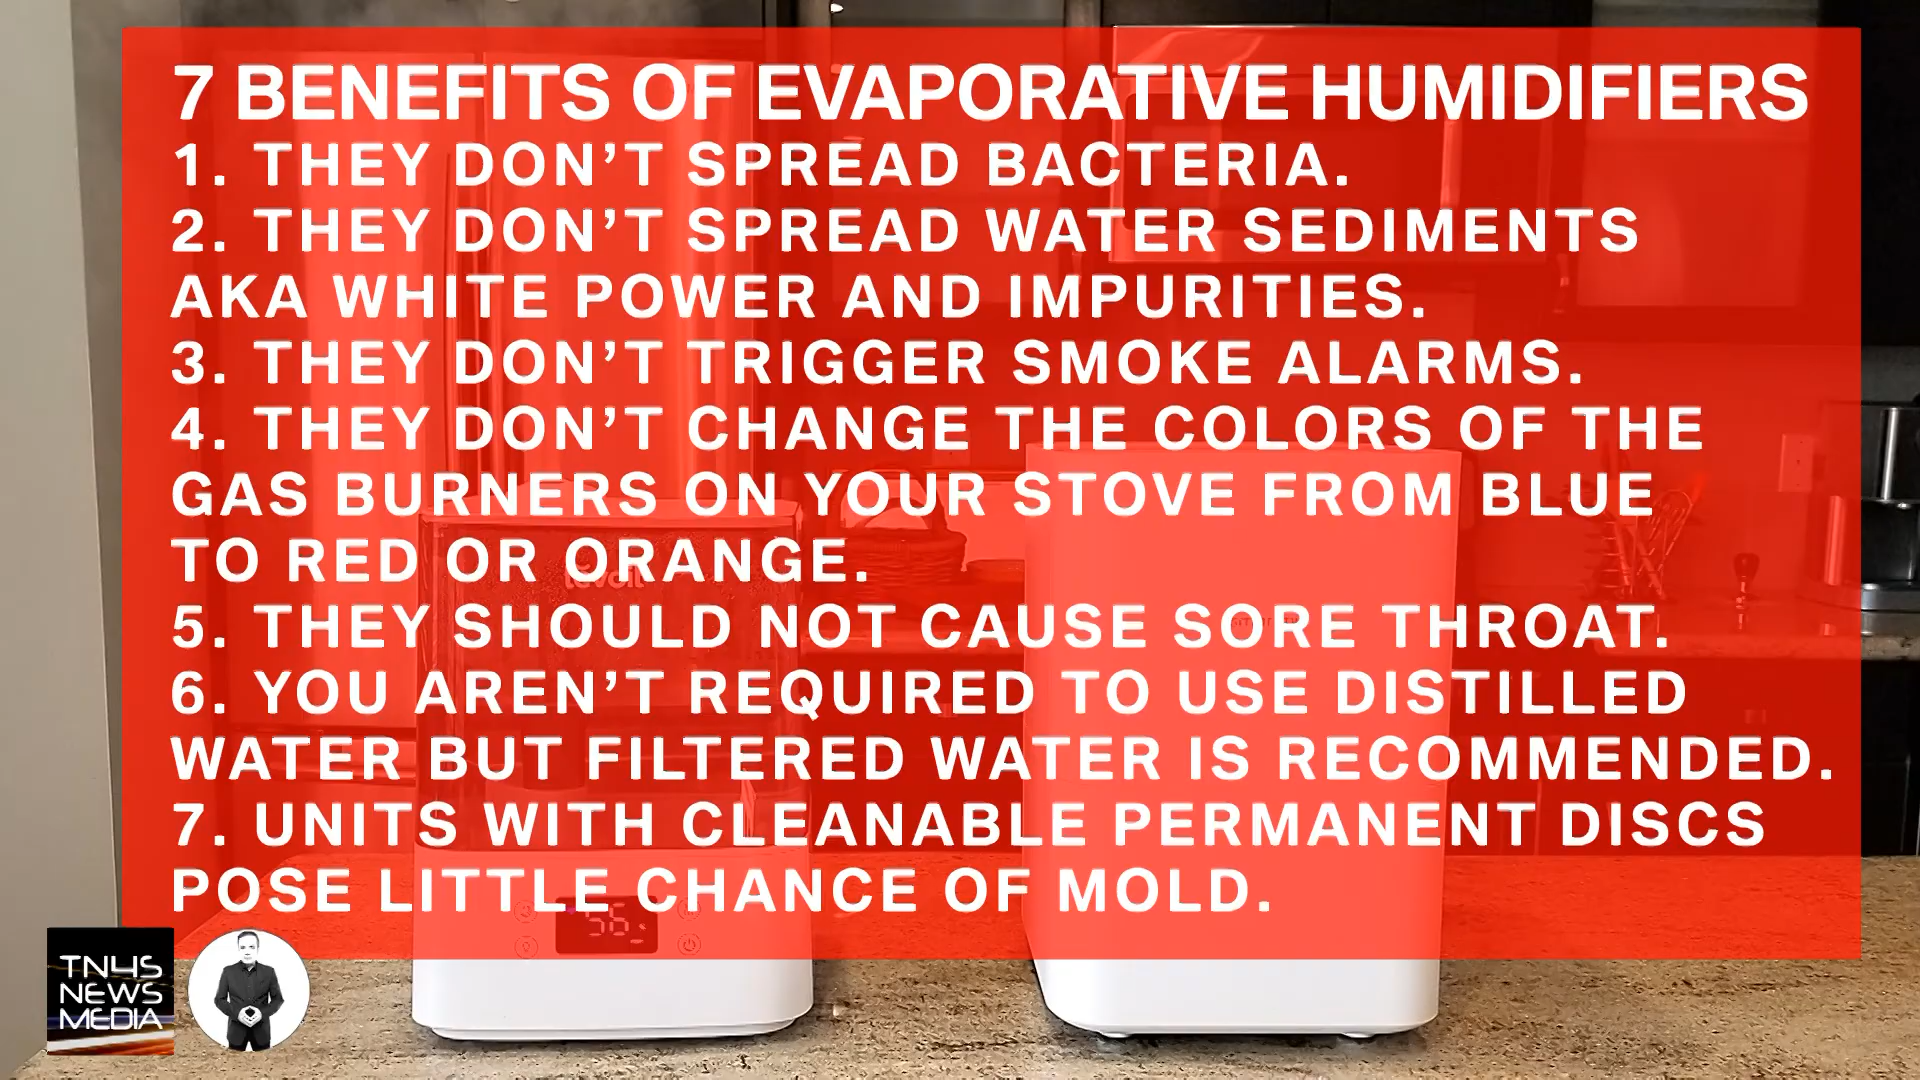 7 BENEFITS OF EVAPORATIVE HUMIDIFIERS
1. THEY DON’T SPREAD BACTERIA.
2. THEY DON’T SPREAD WATER SEDIMENTS
AKA WHITE POWER AND IMPURITIES.
3. THEY DON’T TRIGGER SMOKE ALARMS.
4. THEY DON’T CHANGE THE COLORS OF THE
GAS BURNERS ON YOUR STOVE FROM BLUE
TO RED OR ORANGE.
levoit
5. THEY SHOULD NOT CAUSE SORE THROAT.
6. YOU AREN’T REQUIRED TO USE DISTILLED
WATER BUT FILTERED WATER IS RECOMMENDED.
7. UNITS WITH CLEANABLE PERMANENT DISCS
POSE LITTLE CHANCE OF MOLD.
56
TN4S
NEWS
MEDIA